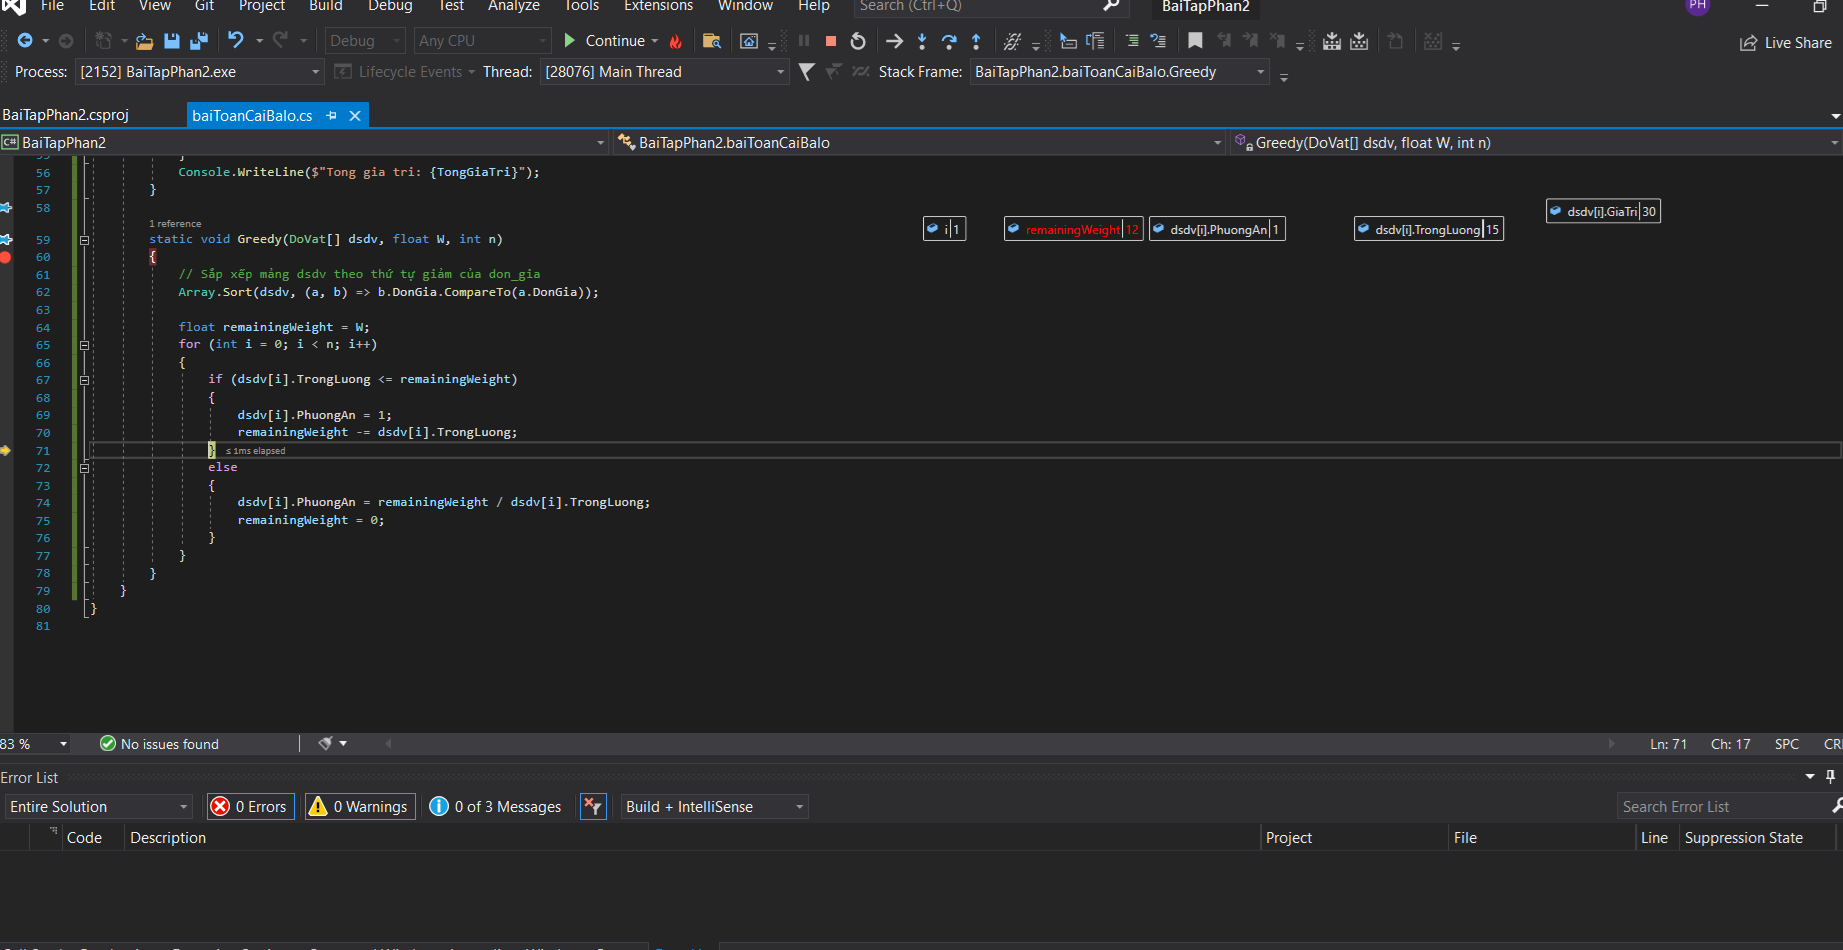 File Edit View Git Project Build Debug Test Analyze Tools Extensions Window Help Search (Ctrl+Q) BaiTapPhan2 PH
Debug Any CPU Continue Live Share
Process: [2152] BaiTapPhan2.exe Lifecycle Events Thread: [28076] Main Thread Stack Frame: BaiTapPhan2.baiToanCaiBalo.Greedy
BaiTapPhan2.csproj baiToanCaiBalo.cs
C# BaiTapPhan2 BaiTapPhan2.baiToanCaiBalo Greedy(DoVat[] dsdv, float W, int n)
55 }
56 Console.WriteLine($"Tong gia tri: {TongGiaTri}");
57 }
58
dsdv[i].GiaTri 30
1 reference
i 1 remainingWeight 12 dsdv[i].PhuongAn 1 dsdv[i].TrongLuong 15
59 static void Greedy(DoVat[] dsdv, float W, int n)
60 {
61 // Sắp xếp mảng dsdv theo thứ tự giảm của don_gia
62 Array.Sort(dsdv, (a, b) => b.DonGia.CompareTo(a.DonGia));
63
64 float remainingWeight = W;
65 for (int i = 0; i < n; i++)
66 {
67 if (dsdv[i].TrongLuong <= remainingWeight)
68 {
69 dsdv[i].PhuongAn = 1;
70 remainingWeight -= dsdv[i].TrongLuong;
71 } ≤ 1ms elapsed
72 else
73 {
74 dsdv[i].PhuongAn = remainingWeight / dsdv[i].TrongLuong;
75 remainingWeight = 0;
76 }
77 }
78 }
79 }
80 }
81
83 % No issues found Ln: 71 Ch: 17 SPC
Error List
Entire Solution 0 Errors 0 Warnings 0 of 3 Messages Build + IntelliSense Search Error List
Code Description Project File Line Suppression State